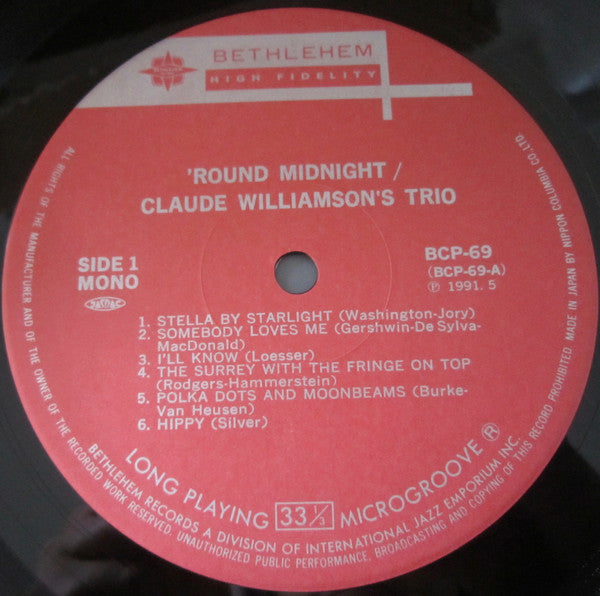 BETHLEHEM
HIGH FIDELITY
'ROUND MIDNIGHT /
CLAUDE WILLIAMSON'S TRIO
SIDE 1
MONO
BCP-69
(BCP-69-A)
Ⓟ 1991. 5
1. STELLA BY STARLIGHT (Washington-Jory)
2. SOMEBODY LOVES ME (Gershwin-De Sylva-
MacDonald)
3. I'LL KNOW (Loesser)
4. THE SURREY WITH THE FRINGE ON TOP
(Rodgers-Hammerstein)
5. POLKA DOTS AND MOONBEAMS (Burke-
Van Heusen)
6. HIPPY (Silver)
LONG PLAYING 33 1/3 MICROGROOVE ®
BETHLEHEM RECORDS A DIVISION OF INTERNATIONAL JAZZ EMPORIUM INC.
ALL RIGHTS OF THE MANUFACTURER AND OF THE OWNER OF THE RECORDED WORK RESERVED. UNAUTHORIZED PUBLIC PERFORMANCE, BROADCASTING AND COPYING OF THIS RECORD PROHIBITED. MADE IN JAPAN BY NIPPON COLUMBIA CO., LTD